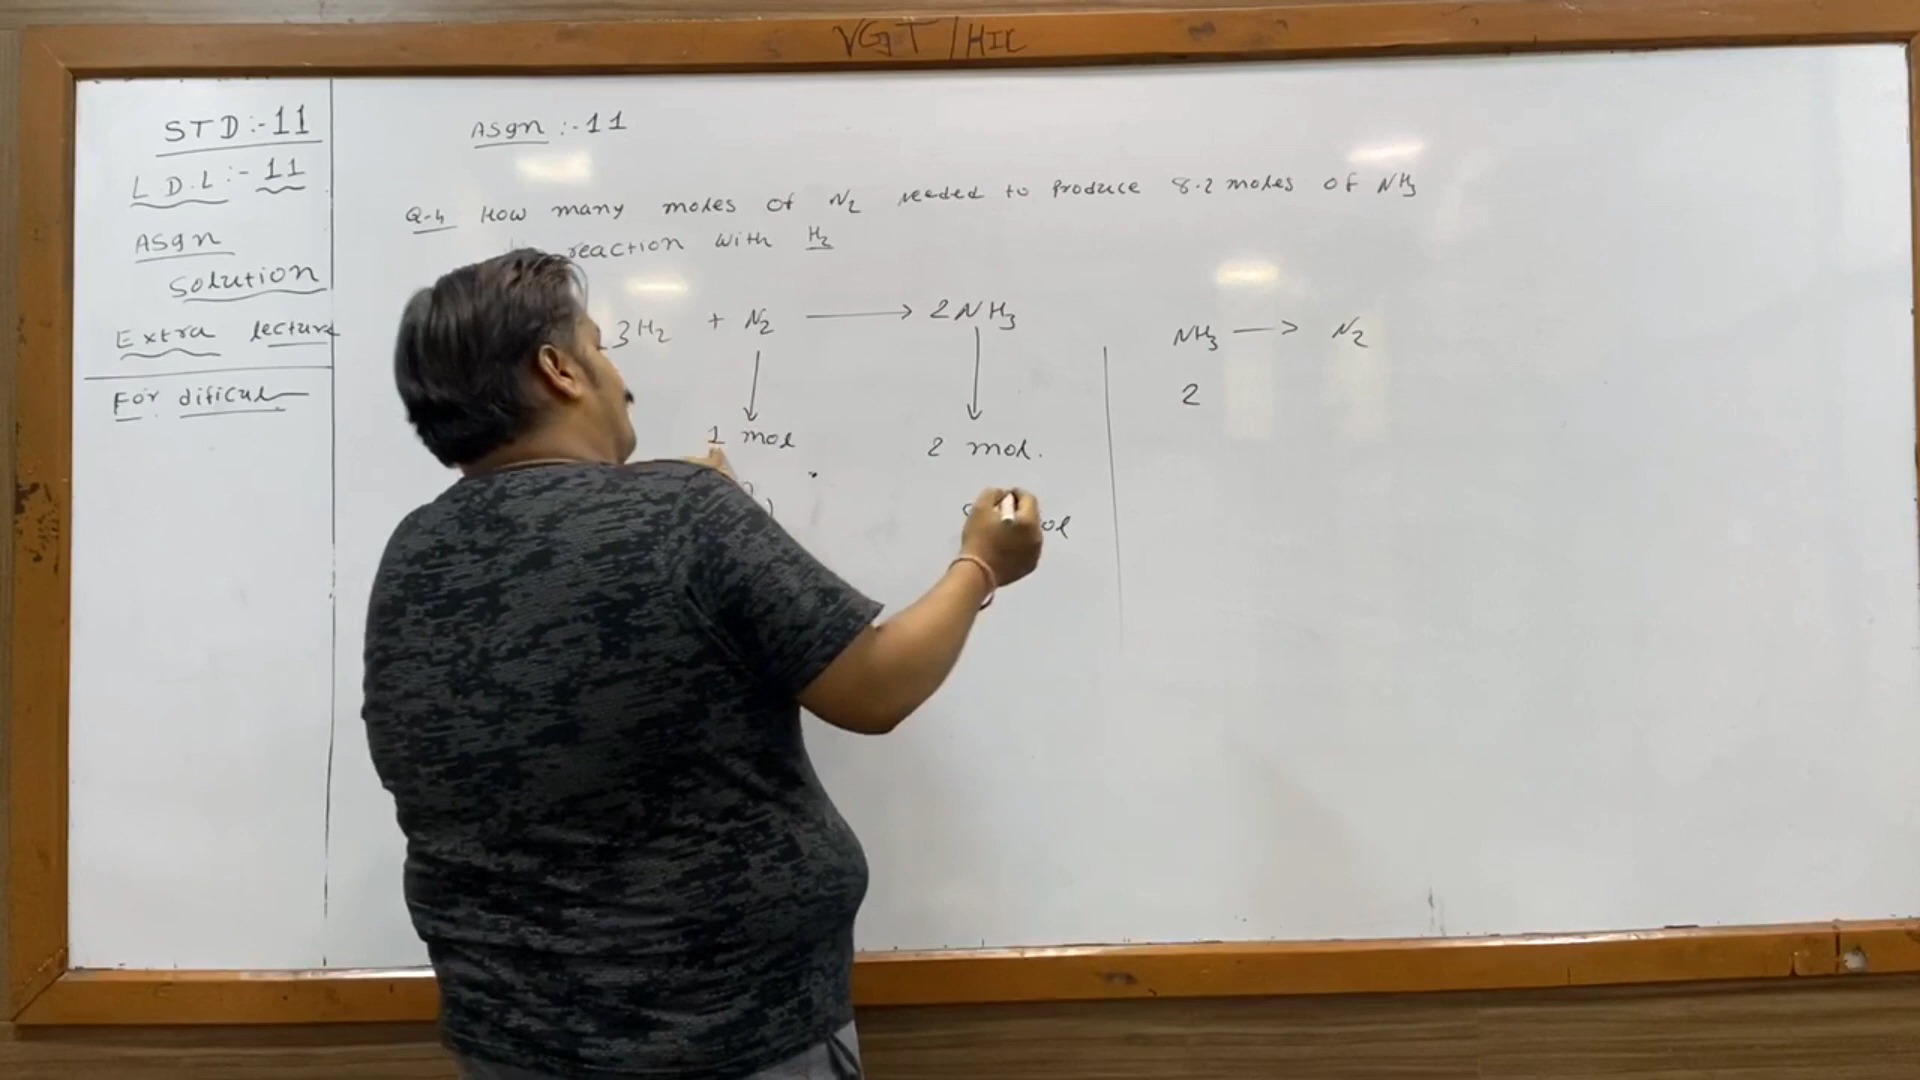 VGT/HIL
STD:-11
L.D.L:-11
Asgn
Solution
Extra lecture
For dificul
Asgn :-11
Q-4 How many moles of N2 needed to Produce 8.2 moles of NH3
reaction with H2
3H2 + N2 → 2NH3
1 mol 2 mol.
NH3 → N2
2